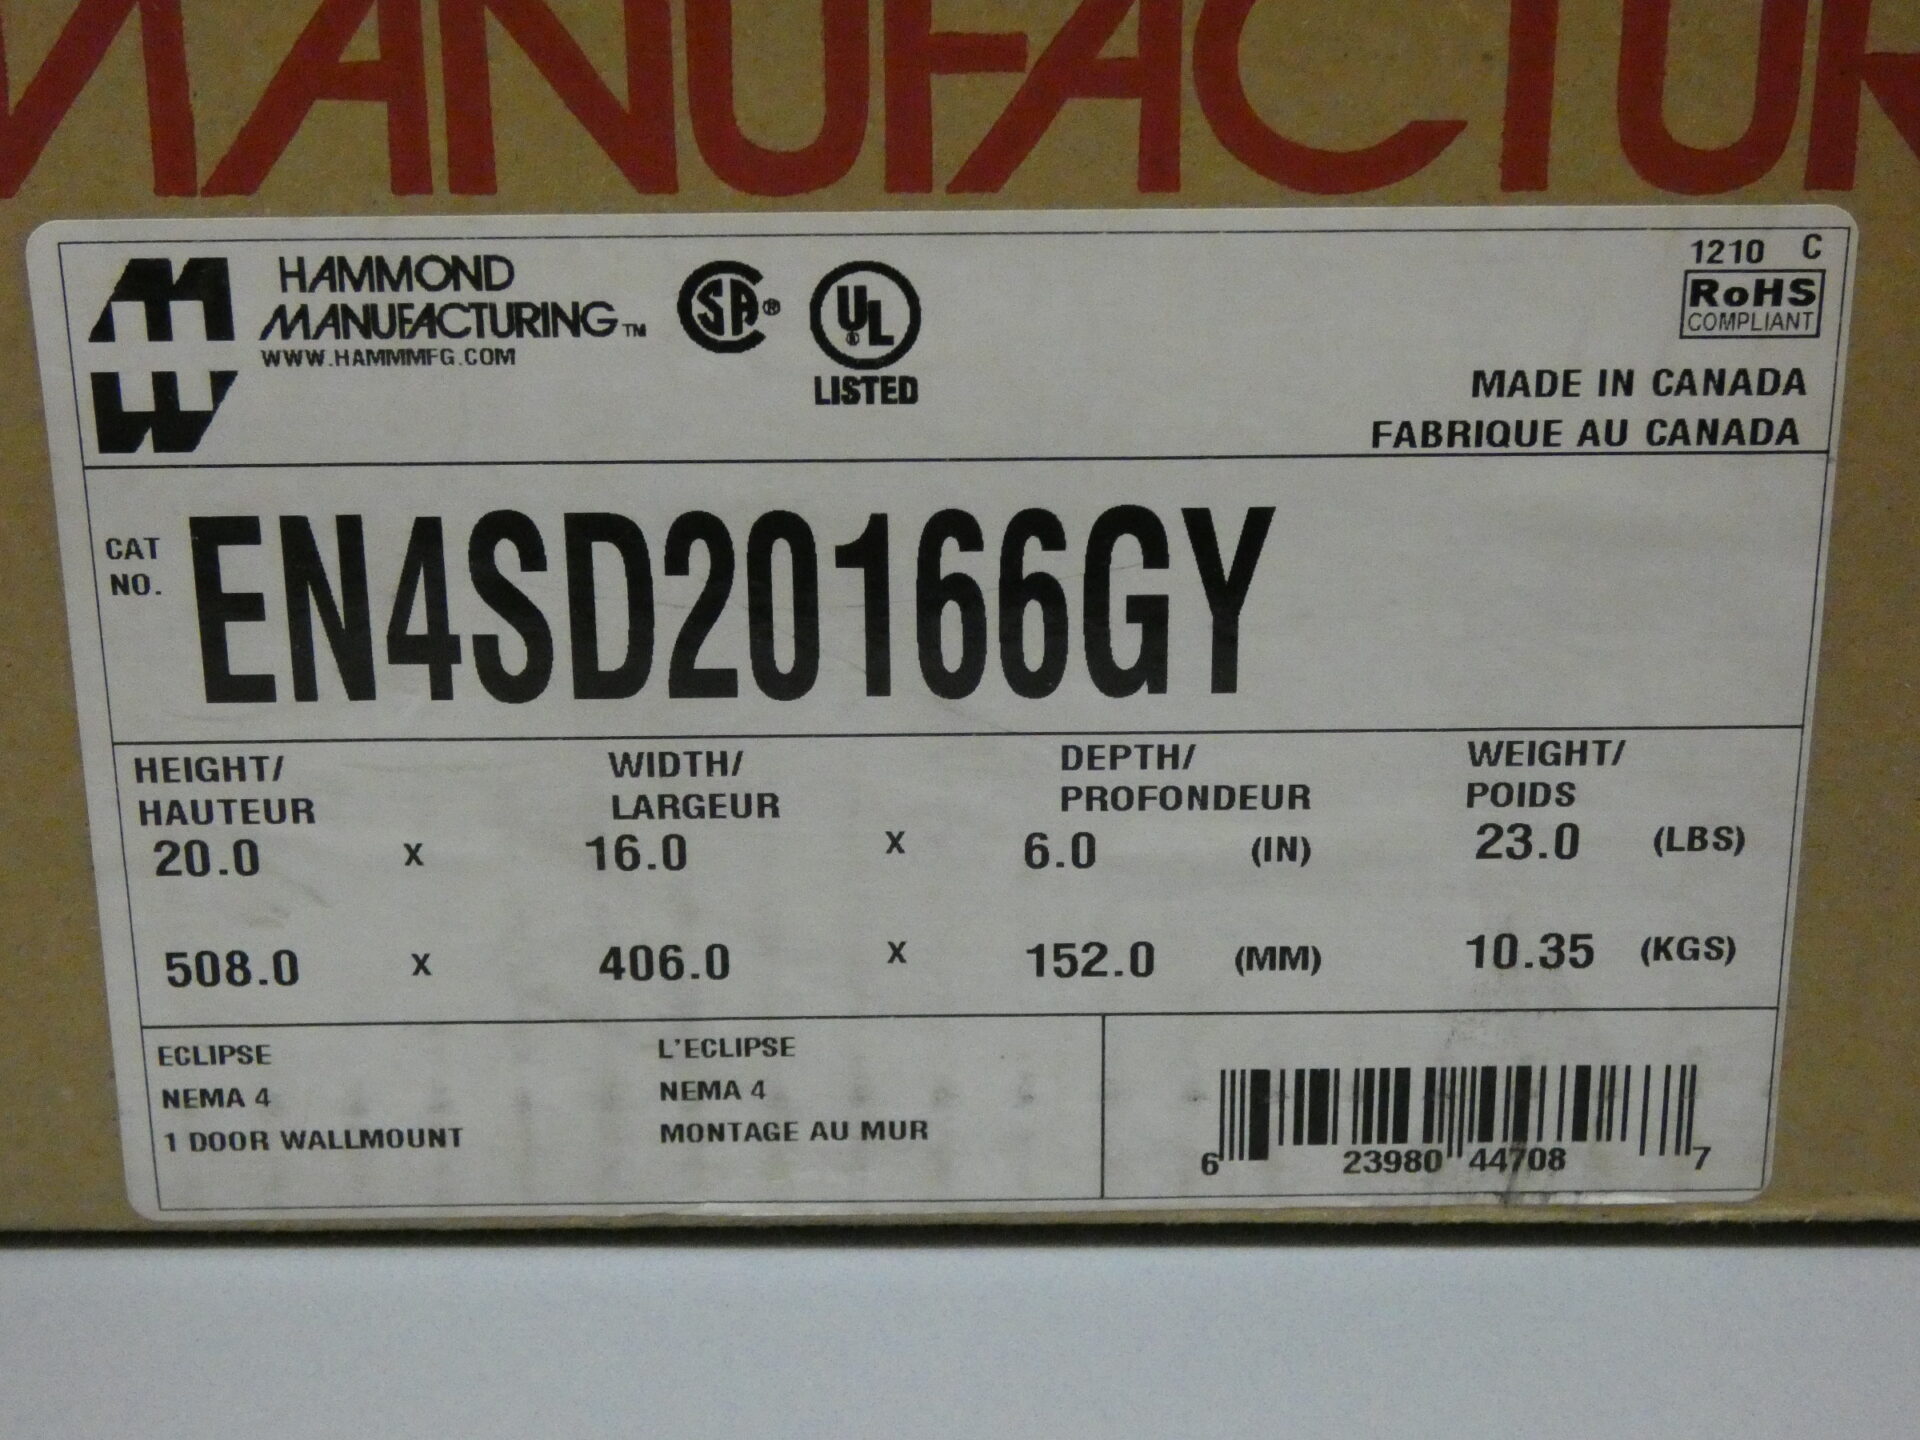 MANUFACTUR
HAMMOND
MANUFACTURING™
WWW.HAMMMFG.COM
SA®
UL®
LISTED
1210 C
RoHS
COMPLIANT
MADE IN CANADA
FABRIQUE AU CANADA
CAT
NO.
EN4SD20166GY
HEIGHT/ WIDTH/ DEPTH/ WEIGHT/
HAUTEUR LARGEUR PROFONDEUR POIDS
20.0 X 16.0 X 6.0 (IN) 23.0 (LBS)
508.0 X 406.0 X 152.0 (MM) 10.35 (KGS)
ECLIPSE
NEMA 4
1 DOOR WALLMOUNT
L'ECLIPSE
NEMA 4
MONTAGE AU MUR
6 23980 44708 7